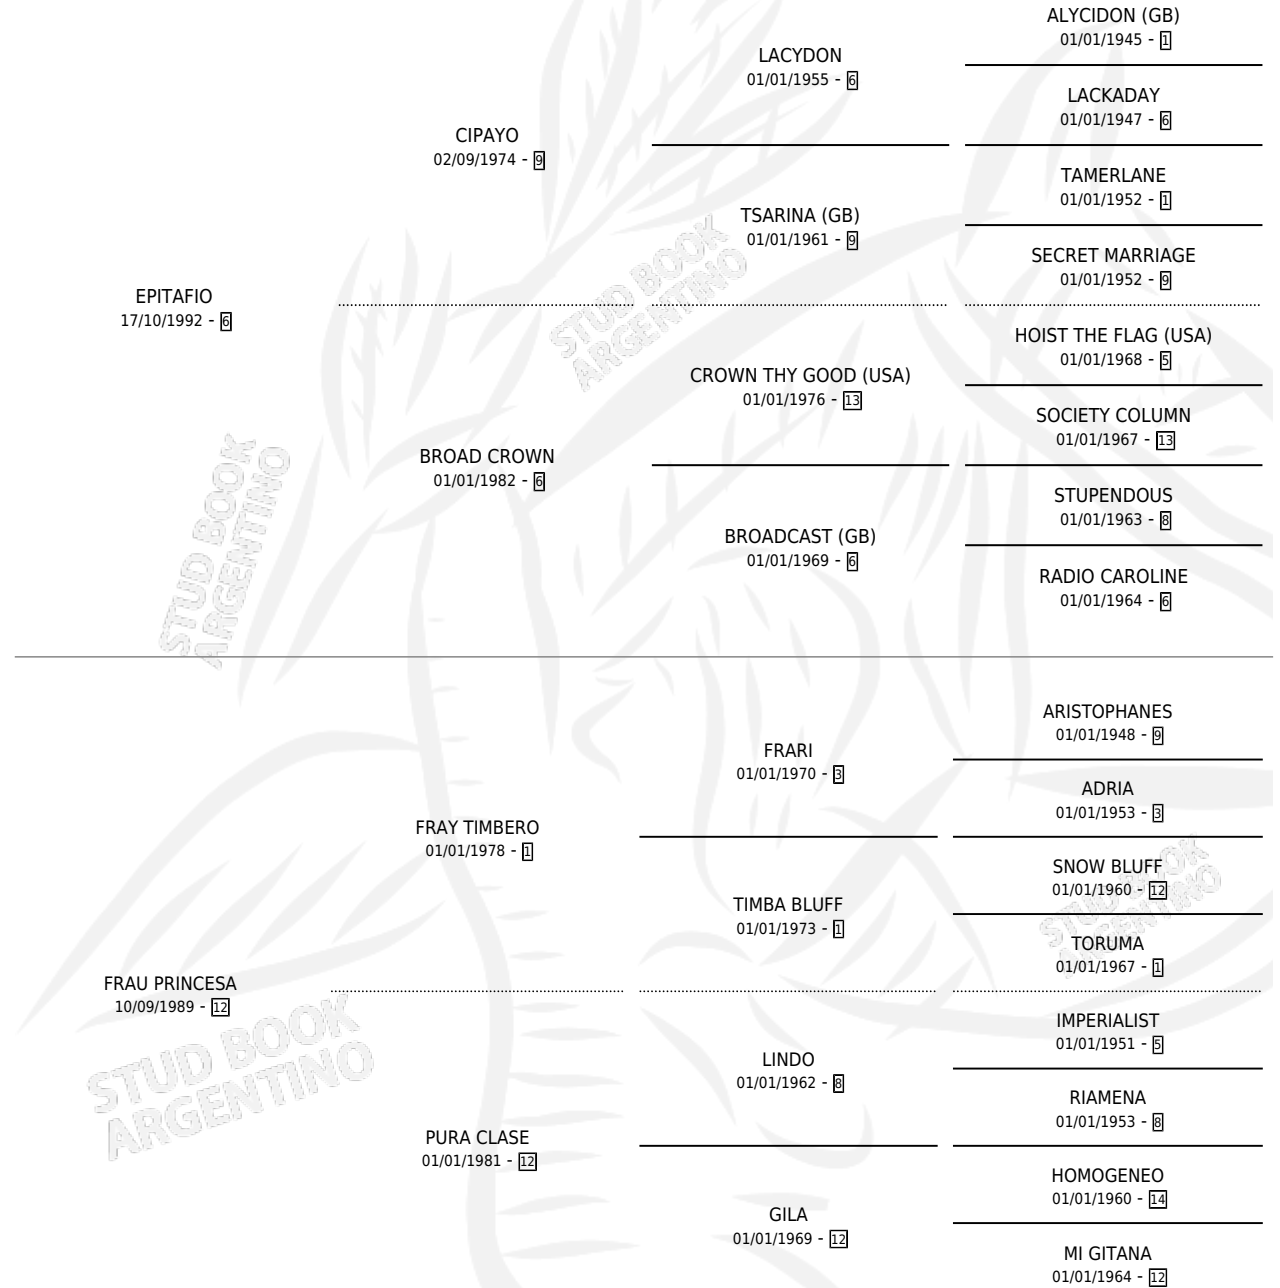 ALYCIDON (GB)
01/01/1945 - 1
LACYDON
01/01/1955 - 6
LACKADAY
01/01/1947 - 6
CIPAYO
02/09/1974 - 9
TAMERLANE
01/01/1952 - 1
TSARINA (GB)
01/01/1961 - 9
SECRET MARRIAGE
01/01/1952 - 9
EPITAFIO
17/10/1992 - 6
STUD BOOK
ARGENTINO
HOIST THE FLAG (USA)
01/01/1968 - 5
CROWN THY GOOD (USA)
01/01/1976 - 13
SOCIETY COLUMN
01/01/1967 - 13
BROAD CROWN
01/01/1982 - 6
STUPENDOUS
01/01/1963 - 8
BROADCAST (GB)
01/01/1969 - 6
RADIO CAROLINE
01/01/1964 - 6
STUD BOOK
ARGENTINO
ARISTOPHANES
01/01/1948 - 9
FRARI
01/01/1970 - 3
ADRIA
01/01/1953 - 3
FRAY TIMBERO
01/01/1978 - 1
SNOW BLUFF
01/01/1960 - 12
TIMBA BLUFF
01/01/1973 - 1
STUD BOOK
ARGENTINO
TORUMA
01/01/1967 - 1
FRAU PRINCESA
10/09/1989 - 12
IMPERIALIST
01/01/1951 - 5
LINDO
01/01/1962 - 8
STUD BOOK
ARGENTINO
RIAMENA
01/01/1953 - 8
PURA CLASE
01/01/1981 - 12
HOMOGENEO
01/01/1960 - 14
GILA
01/01/1969 - 12
MI GITANA
01/01/1964 - 12